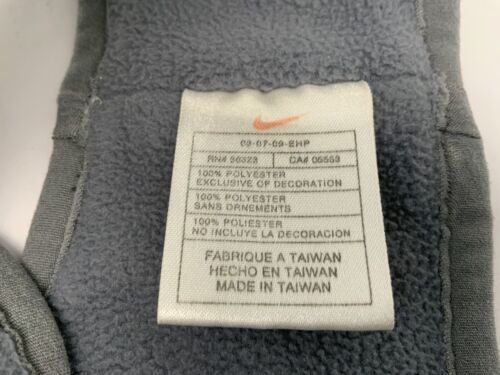 03-07-09-EHP
RN# 56323 CA# 05553
100% POLYESTER
EXCLUSIVE OF DECORATION
100% POLYESTER
SANS ORNEMENTS
100% POLIESTER
NO INCLUYE LA DECORACION
FABRIQUE A TAIWAN
HECHO EN TAIWAN
MADE IN TAIWAN